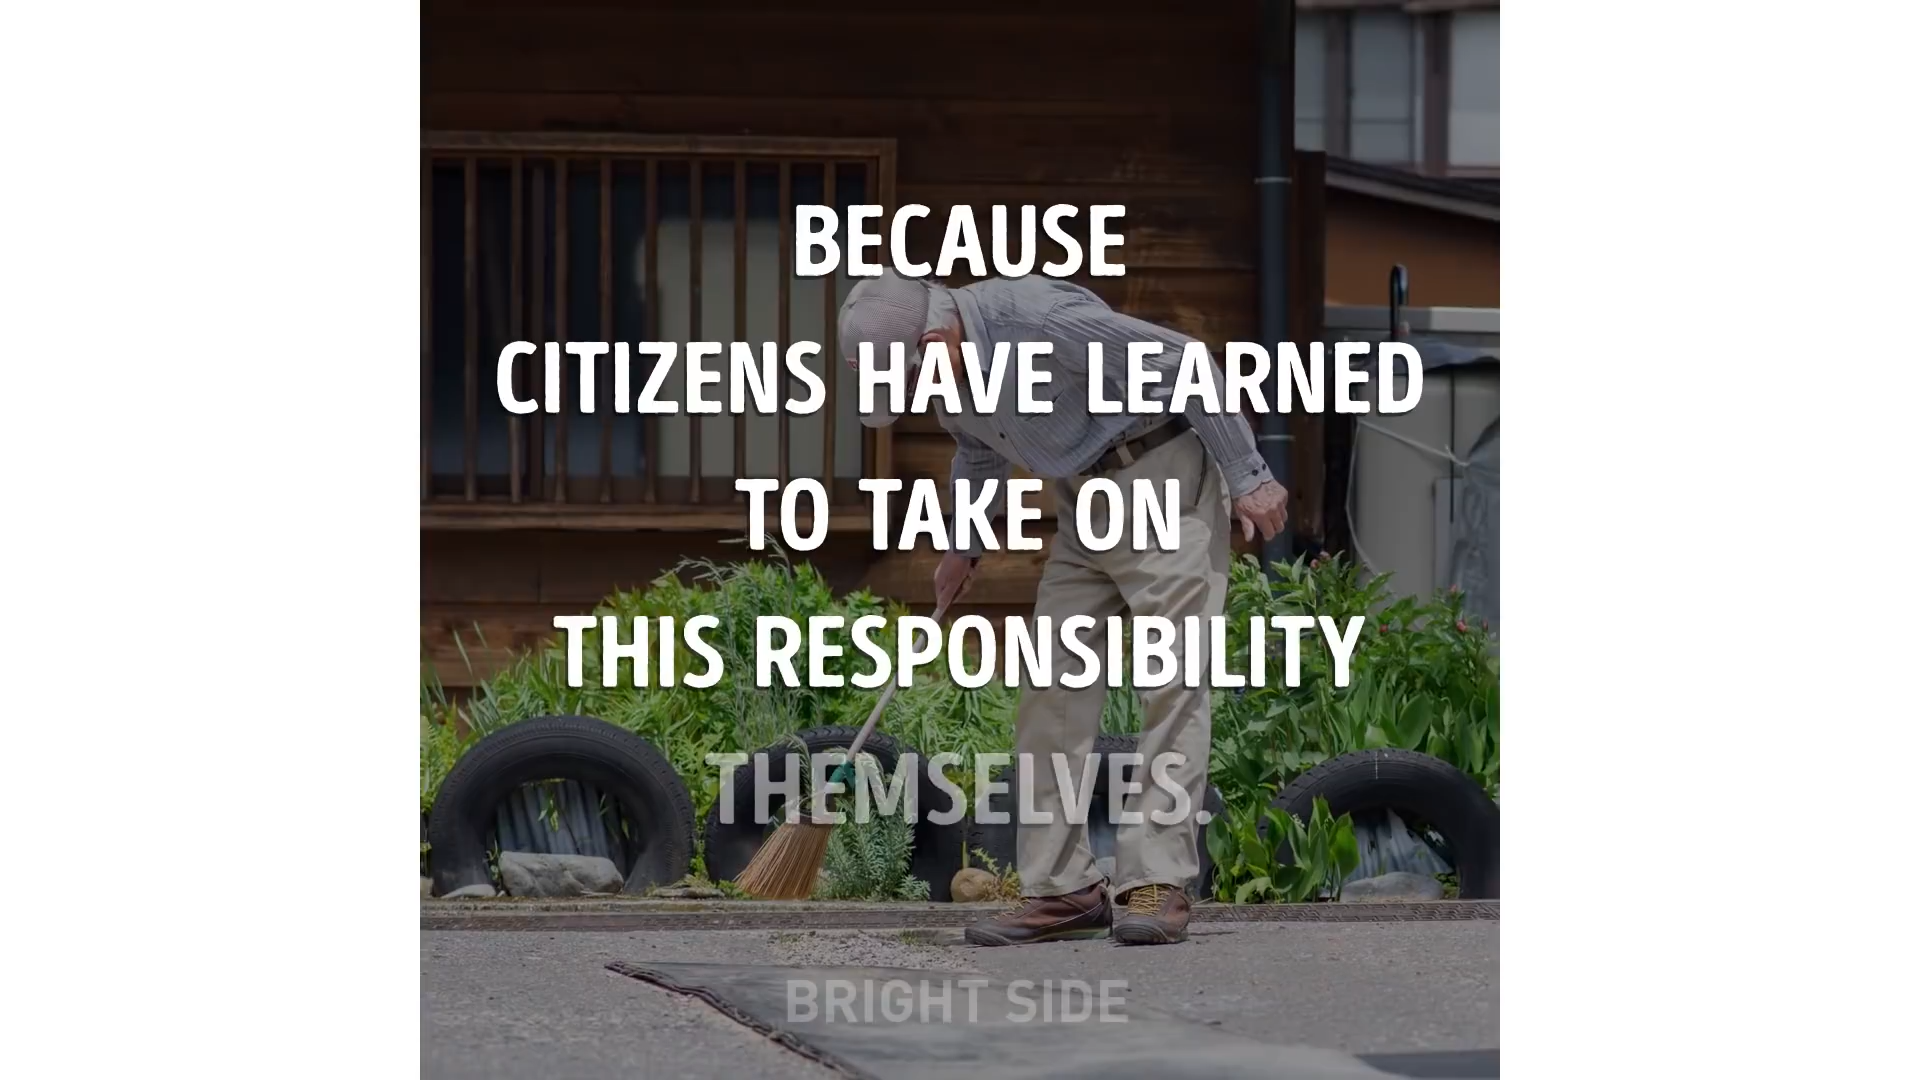 BECAUSE
CITIZENS HAVE LEARNED
TO TAKE ON
THIS RESPONSIBILITY
THEMSELVES.
BRIGHT SIDE